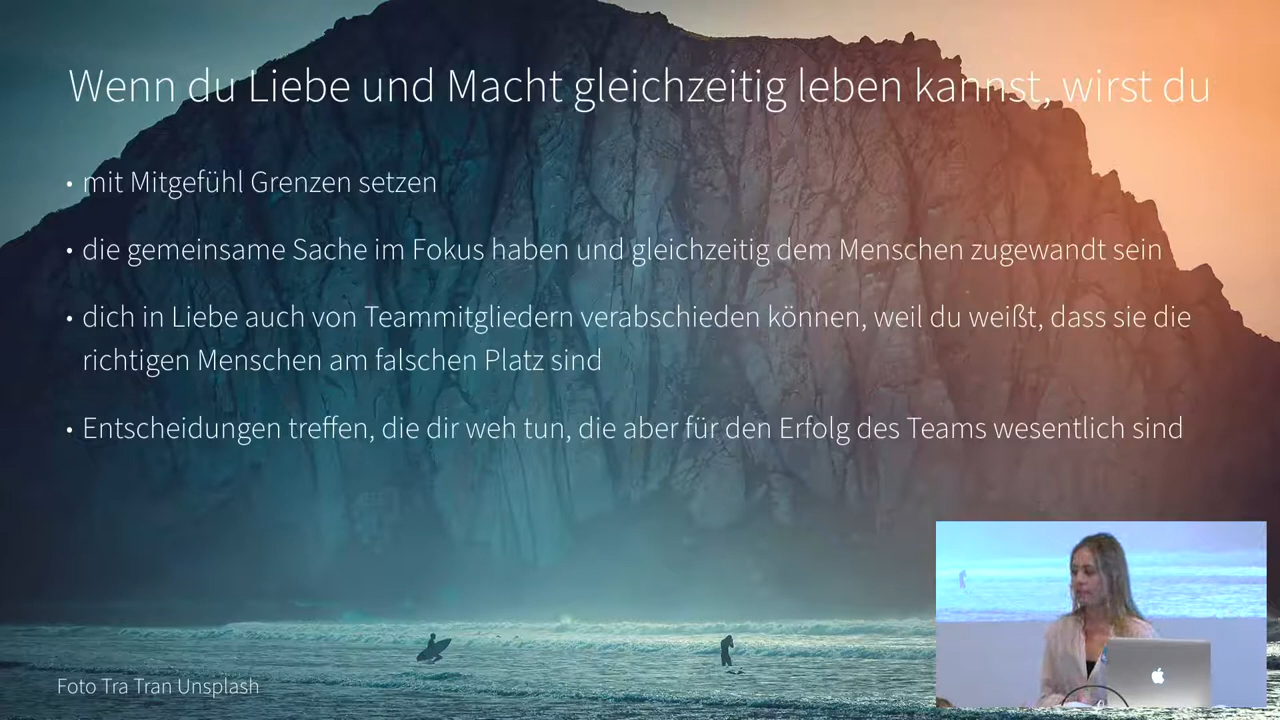 Wenn du Liebe und Macht gleichzeitig leben kannst, wirst du
• mit Mitgefühl Grenzen setzen
• die gemeinsame Sache im Fokus haben und gleichzeitig dem Menschen zugewandt sein
• dich in Liebe auch von Teammitgliedern verabschieden können, weil du weißt, dass sie die
richtigen Menschen am falschen Platz sind
• Entscheidungen treffen, die dir weh tun, die aber für den Erfolg des Teams wesentlich sind
Foto Tra Tran Unsplash